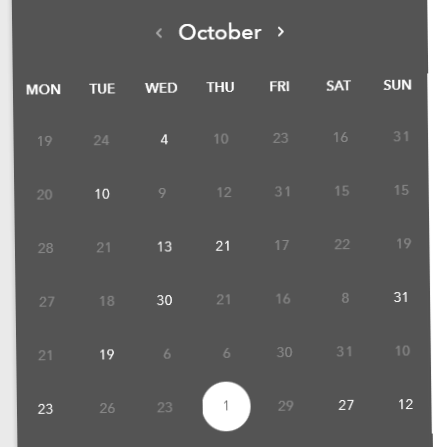 ‹ October ›
MON TUE WED THU FRI SAT SUN
19 24 4 10 23 16 31
20 10 9 12 31 15 15
28 21 13 21 17 22 19
27 18 30 21 16 8 31
21 19 6 6 30 31 10
23 26 23 1 29 27 12